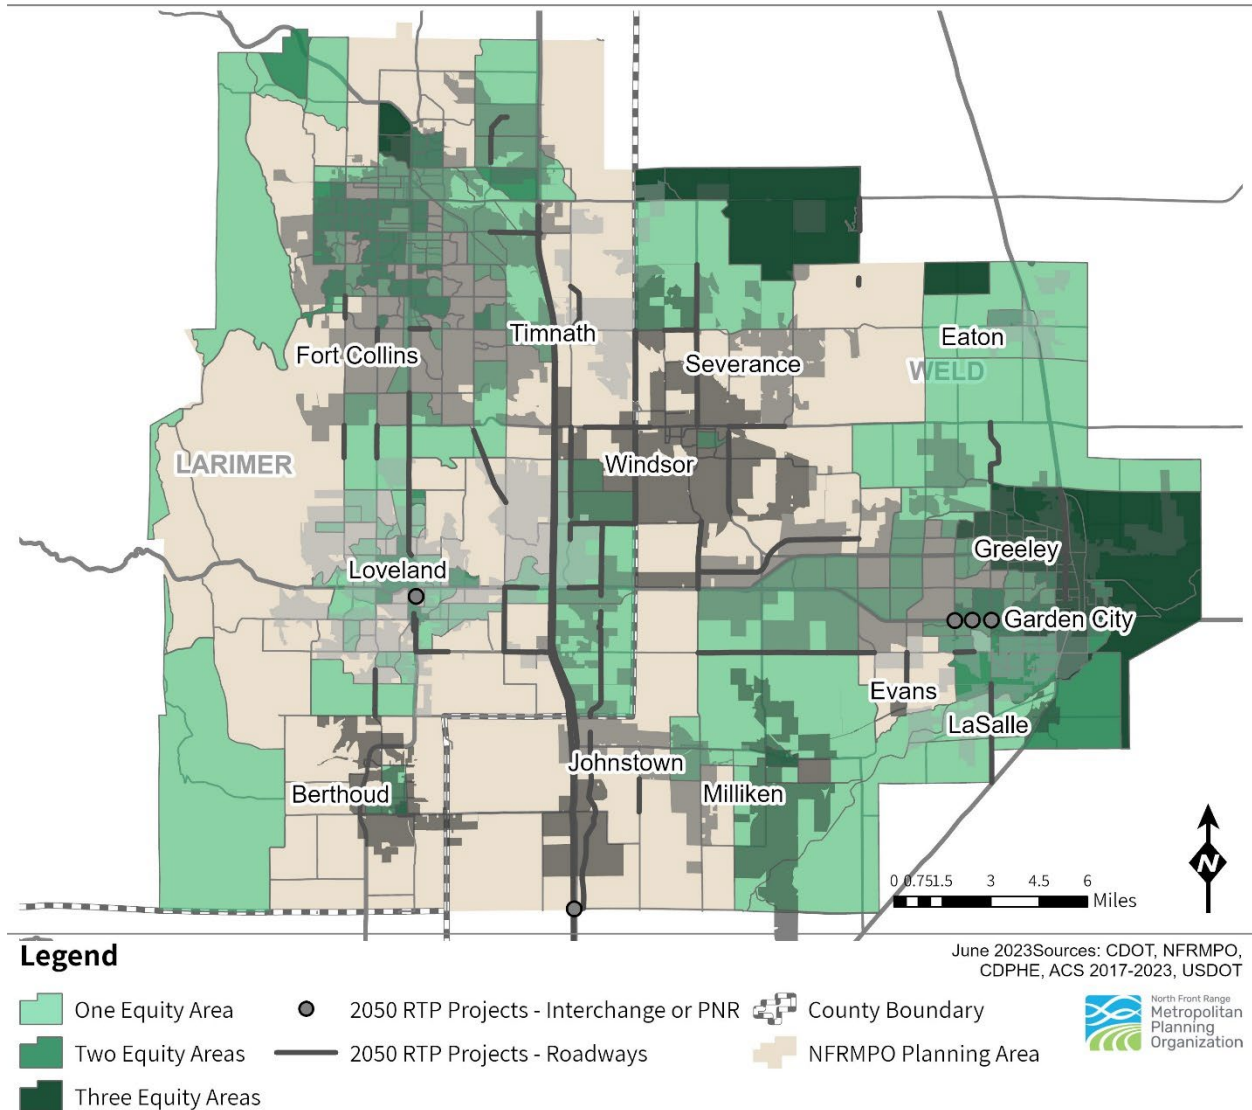 Timnath
Eaton
Fort Collins
Severance
WELD
LARIMER
Windsor
Greeley
Loveland
Garden City
Evans
LaSalle
Johnstown
Berthoud
Milliken
N
0 0.75 1.5 3 4.5 6
Miles
Legend
June 2023Sources: CDOT, NFRMPO,
CDPHE, ACS 2017-2023, USDOT
One Equity Area
2050 RTP Projects - Interchange or PNR
County Boundary
Two Equity Areas
2050 RTP Projects - Roadways
NFRMPO Planning Area
Three Equity Areas
North Front Range
Metropolitan
Planning
Organization